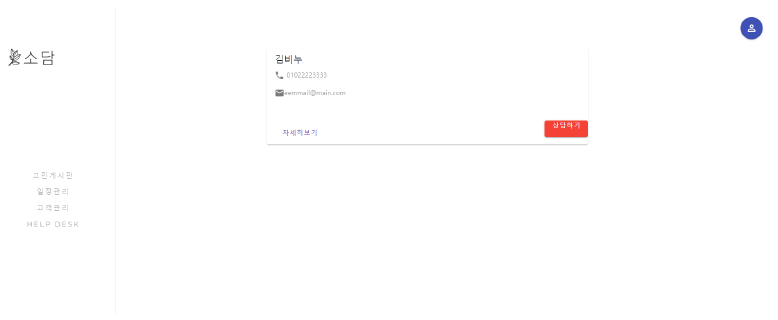 소담
고민게시판
일정관리
고객관리
HELP DESK
김비누
01022223333
eemmail@main.com
자세히보기
상담하기